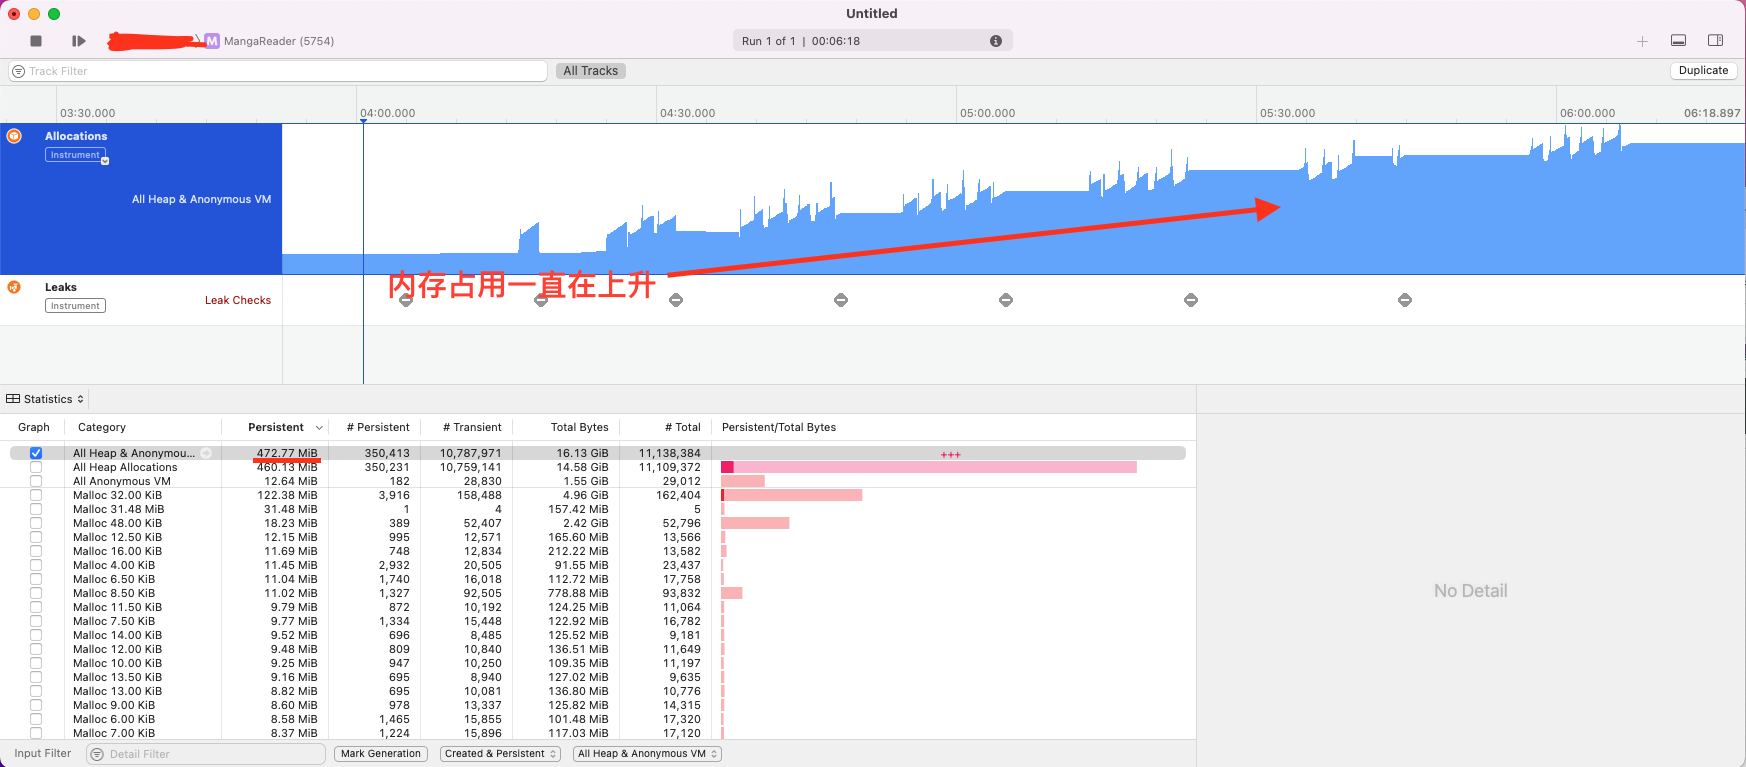 Untitled
M MangaReader (5754)
Run 1 of 1 | 00:06:18
Track Filter
All Tracks
Duplicate
03:30.000 04:00.000 04:30.000 05:00.000 05:30.000 06:00.000 06:18.897
Allocations
Instrument
All Heap & Anonymous VM
内存占用一直在上升
Leaks
Instrument
Leak Checks
Statistics
Graph Category Persistent # Persistent # Transient Total Bytes # Total Persistent/Total Bytes
All Heap & Anonymou... 472.77 MiB 350,413 10,787,971 16.13 GiB 11,138,384 +++
All Heap Allocations 460.13 MiB 350,231 10,759,141 14.58 GiB 11,109,372
All Anonymous VM 12.64 MiB 182 28,830 1.55 GiB 29,012
Malloc 32.00 KiB 122.38 MiB 3,916 158,488 4.96 GiB 162,404
Malloc 31.48 MiB 31.48 MiB 1 4 157.42 MiB 5
Malloc 48.00 KiB 18.23 MiB 389 52,407 2.42 GiB 52,796
Malloc 12.50 KiB 12.15 MiB 995 12,571 165.60 MiB 13,566
Malloc 16.00 KiB 11.69 MiB 748 12,834 212.22 MiB 13,582
Malloc 4.00 KiB 11.45 MiB 2,932 20,505 91.55 MiB 23,437
Malloc 6.50 KiB 11.04 MiB 1,740 16,018 112.72 MiB 17,758
Malloc 8.50 KiB 11.02 MiB 1,327 92,505 778.88 MiB 93,832
Malloc 11.50 KiB 9.79 MiB 872 10,192 124.25 MiB 11,064
Malloc 7.50 KiB 9.77 MiB 1,334 15,448 122.92 MiB 16,782
Malloc 14.00 KiB 9.52 MiB 696 8,485 125.52 MiB 9,181
Malloc 12.00 KiB 9.48 MiB 809 10,840 136.51 MiB 11,649
Malloc 10.00 KiB 9.25 MiB 947 10,250 109.35 MiB 11,197
Malloc 13.50 KiB 9.16 MiB 695 8,940 127.02 MiB 9,635
Malloc 13.00 KiB 8.82 MiB 695 10,081 136.80 MiB 10,776
Malloc 9.00 KiB 8.60 MiB 978 13,337 125.82 MiB 14,315
Malloc 6.00 KiB 8.58 MiB 1,465 15,855 101.48 MiB 17,320
Malloc 7.00 KiB 8.37 MiB 1,224 15,896 117.03 MiB 17,120
No Detail
Input Filter Detail Filter Mark Generation Created & Persistent All Heap & Anonymous VM